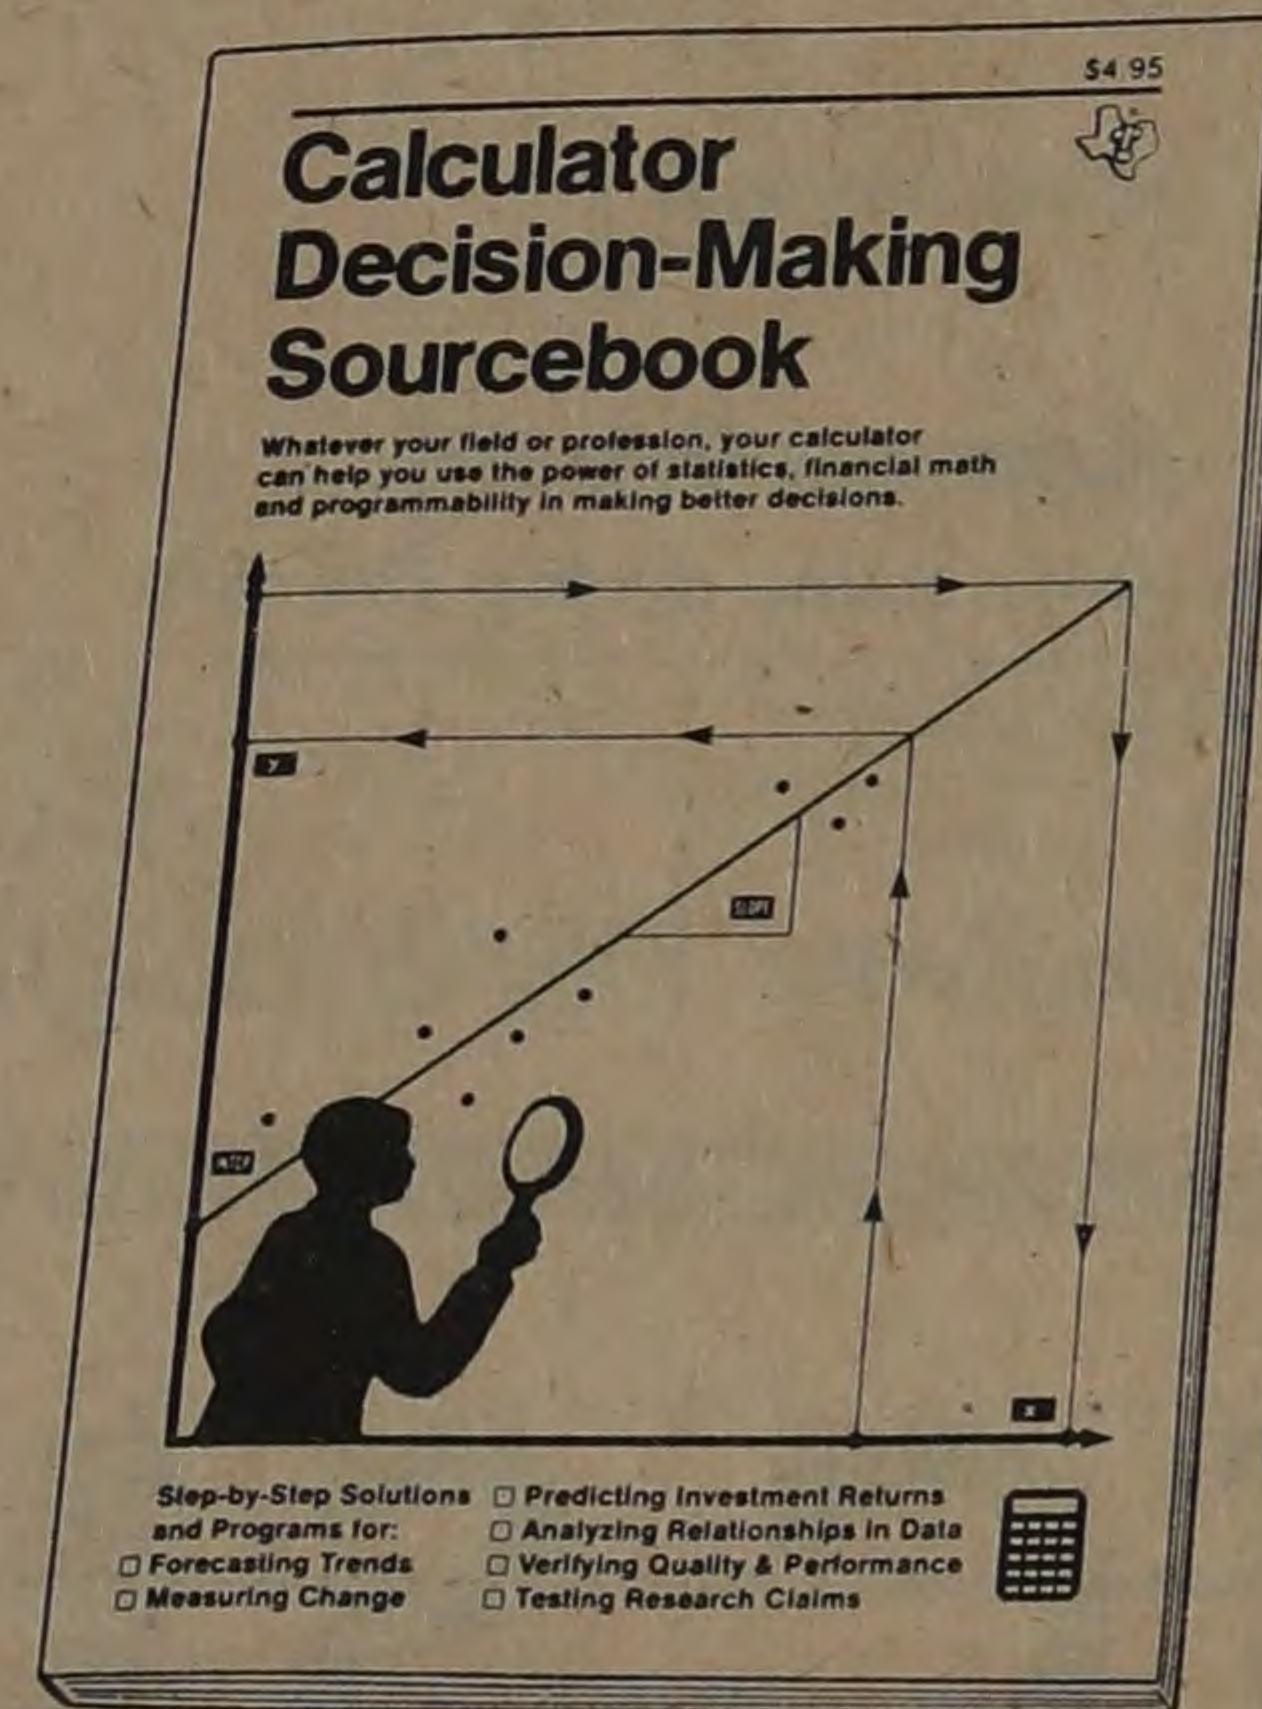 $4.95
Calculator
Decision-Making
Sourcebook
Whatever your field or profession, your calculator
can help you use the power of statistics, financial math
and programmability in making better decisions.
y
SLOPE
INTCP
x
Step-by-Step Solutions
and Programs for:
Forecasting Trends
Measuring Change
Predicting Investment Returns
Analyzing Relationships in Data
Verifying Quality & Performance
Testing Research Claims